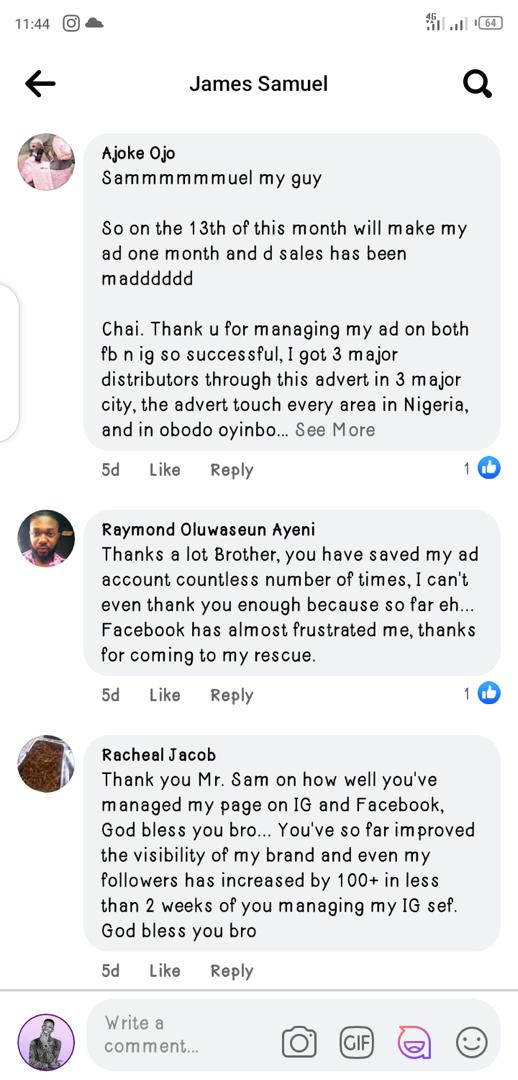 11:44
4G
64
James Samuel
Ajoke Ojo
Sammmmmmuel my guy
So on the 13th of this month will make my
ad one month and d sales has been
madddddd
Chai. Thank u for managing my ad on both
fb n ig so successful, I got 3 major
distributors through this advert in 3 major
city, the advert touch every area in Nigeria,
and in obodo oyinbo... See More
5d Like Reply 1
Raymond Oluwaseun Ayeni
Thanks a lot Brother, you have saved my ad
account countless number of times, I can't
even thank you enough because so far eh...
Facebook has almost frustrated me, thanks
for coming to my rescue.
5d Like Reply 1
Racheal Jacob
Thank you Mr. Sam on how well you've
managed my page on IG and Facebook,
God bless you bro... You've so far improved
the visibility of my brand and even my
followers has increased by 100+ in less
than 2 weeks of you managing my IG sef.
God bless you bro
5d Like Reply
Write a
comment...
GIF